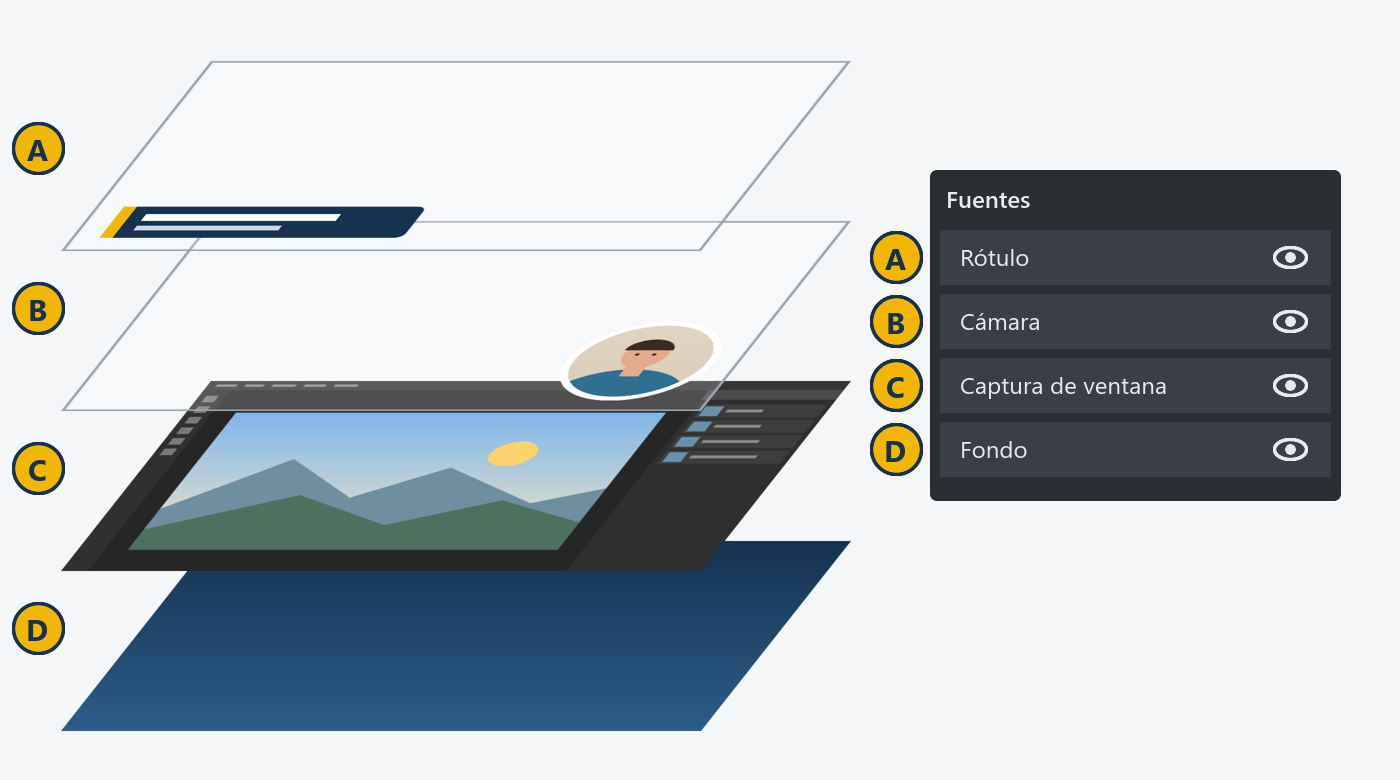 A
B
C
D
Fuentes
A Rótulo
B Cámara
C Captura de ventana
D Fondo